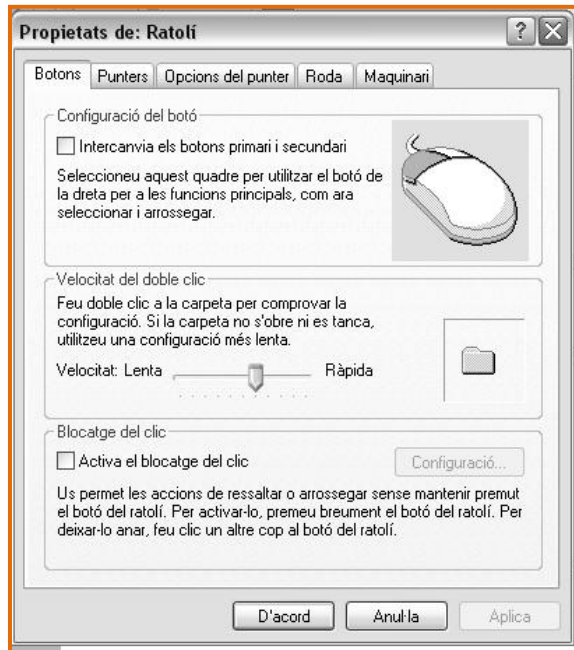 Propietats de: Ratolí
Botons Punters Opcions del punter Roda Maquinari
Configuració del botó
Intercanvia els botons primari i secundari
Seleccioneu aquest quadre per utilitzar el botó de
la dreta per a les funcions principals, com ara
seleccionar i arrossegar.
Velocitat del doble clic
Feu doble clic a la carpeta per comprovar la
configuració. Si la carpeta no s'obre ni es tanca,
utilitzeu una configuració més lenta.
Velocitat: Lenta Ràpida
Blocatge del clic
Activa el blocatge del clic Configuració...
Us permet les accions de ressaltar o arrossegar sense mantenir premut
el botó del ratolí. Per activar-lo, premeu breument el botó del ratolí. Per
deixar-lo anar, feu clic un altre cop al botó del ratolí.
D'acord Anul·la Aplica